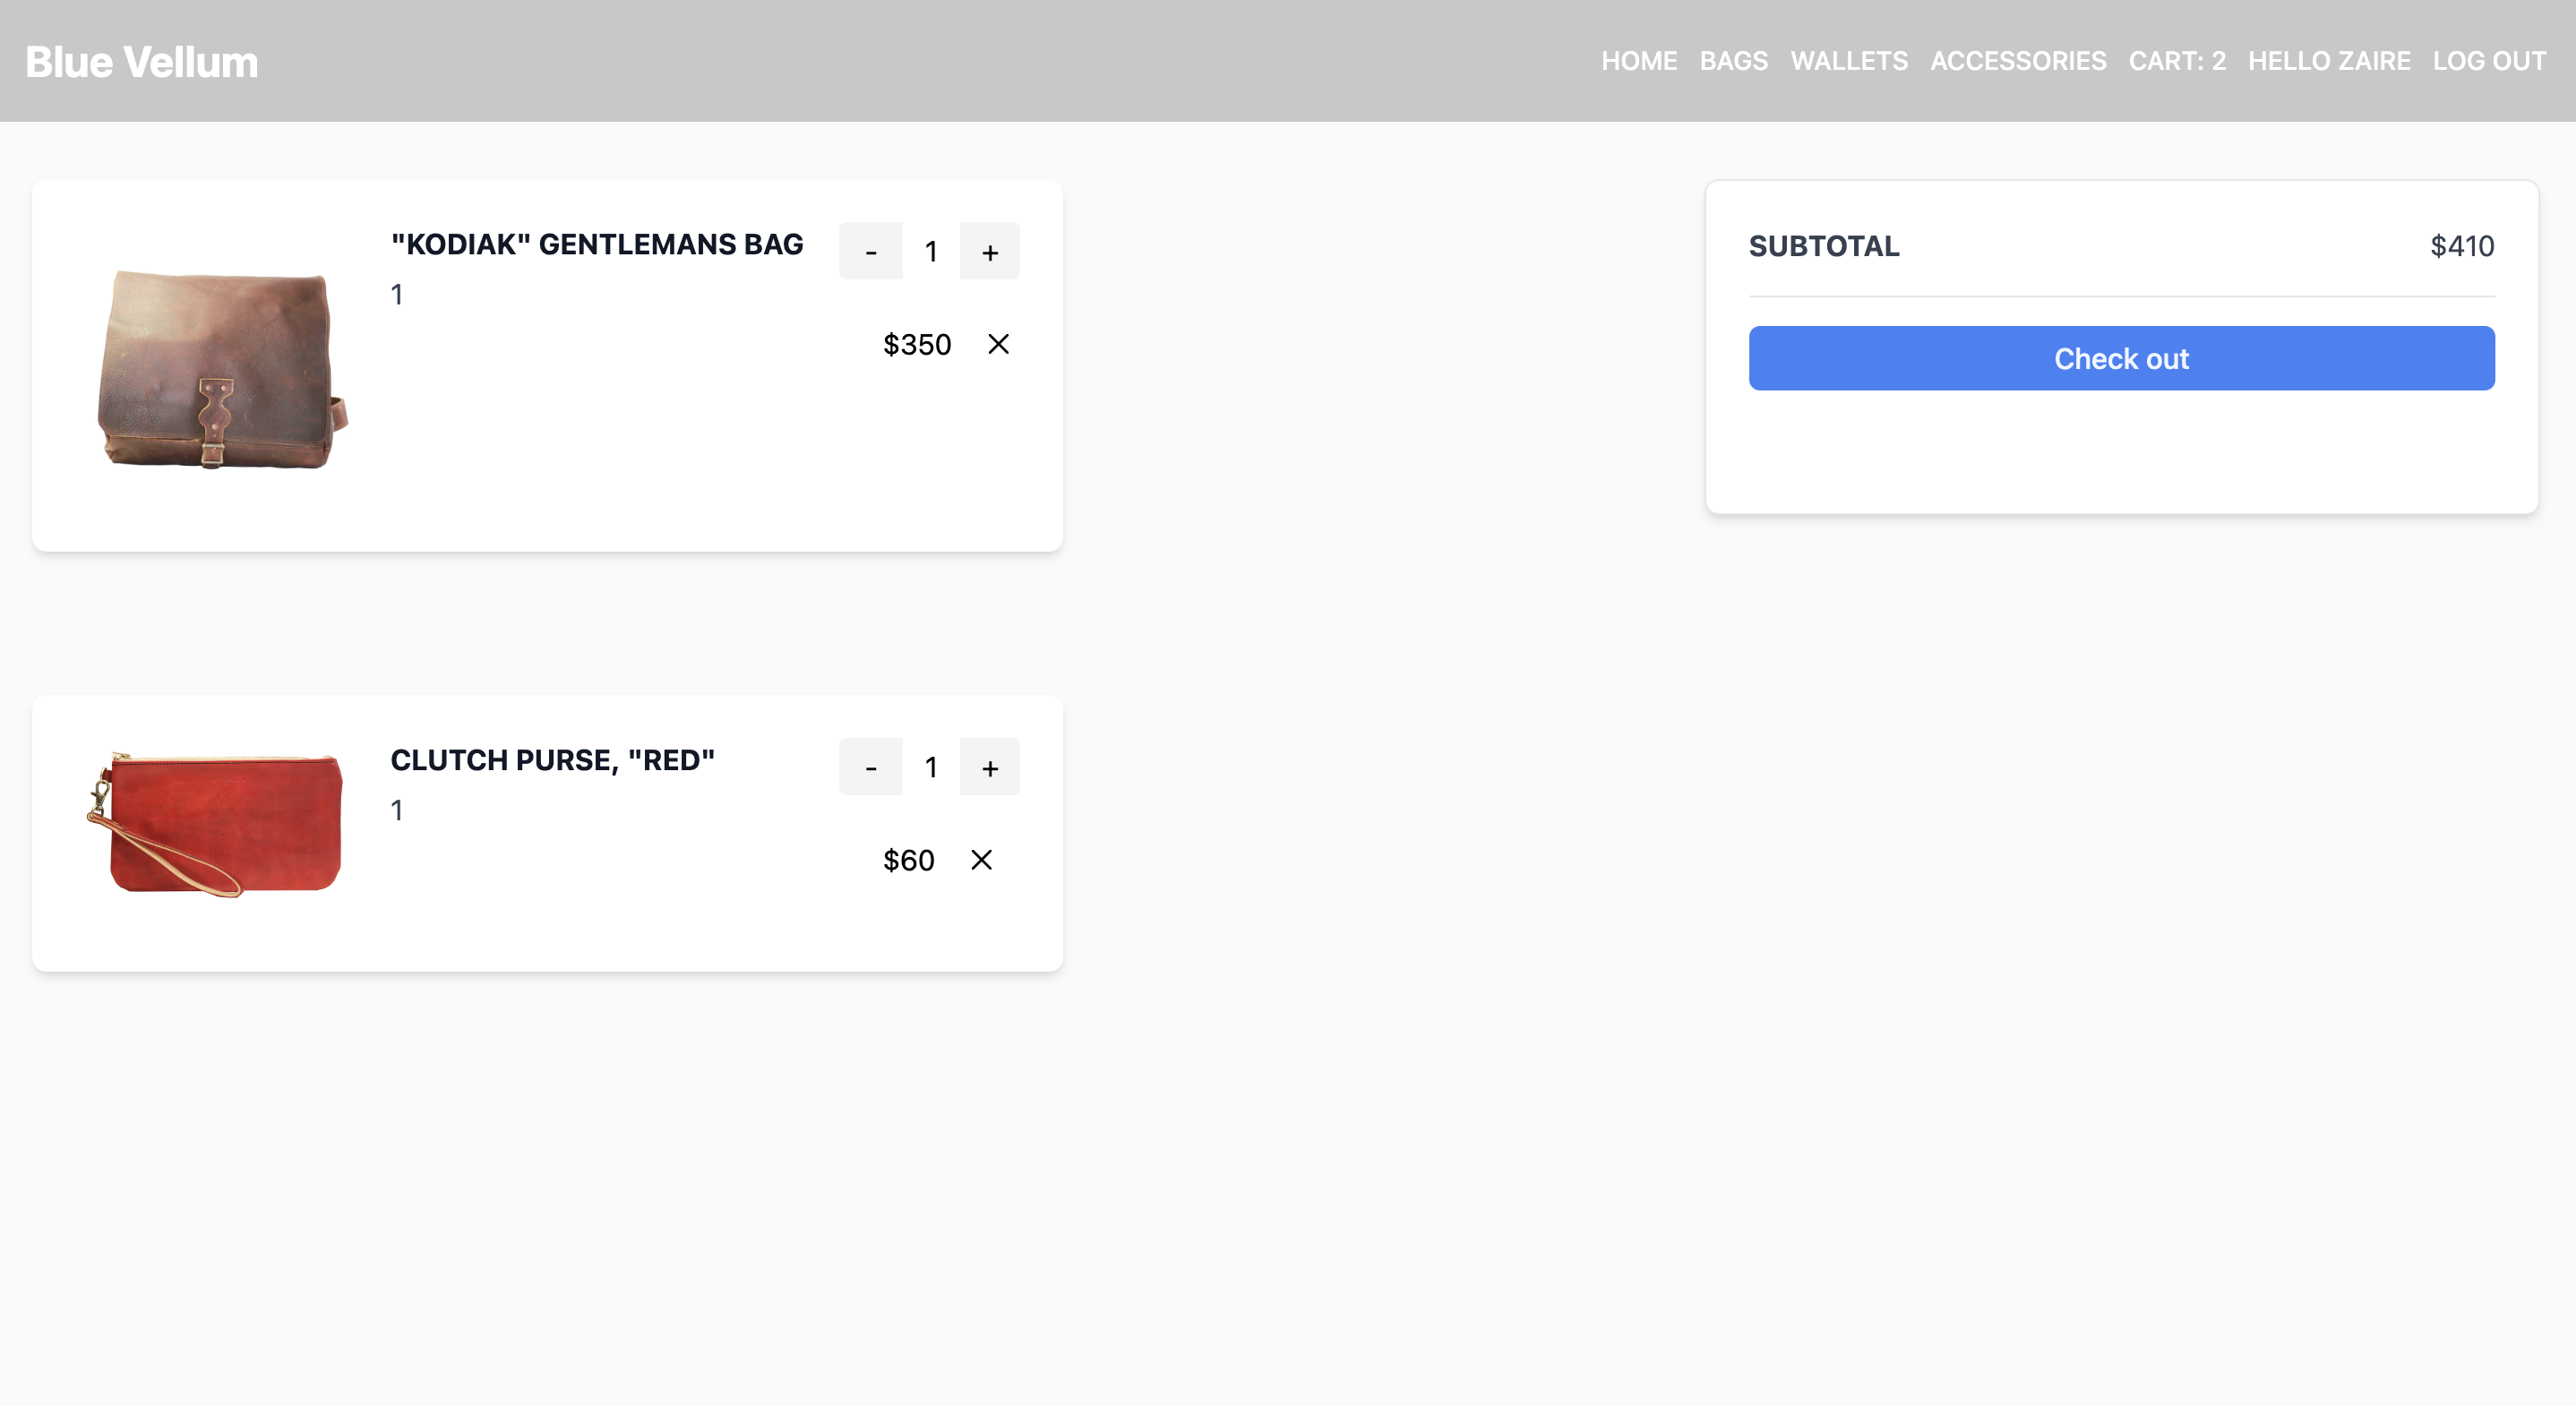 Blue Vellum
HOME BAGS WALLETS ACCESSORIES CART: 2 HELLO ZAIRE LOG OUT
"KODIAK" GENTLEMANS BAG
- 1 +
1
$350 ×
SUBTOTAL $410
Check out
CLUTCH PURSE, "RED"
- 1 +
1
$60 ×